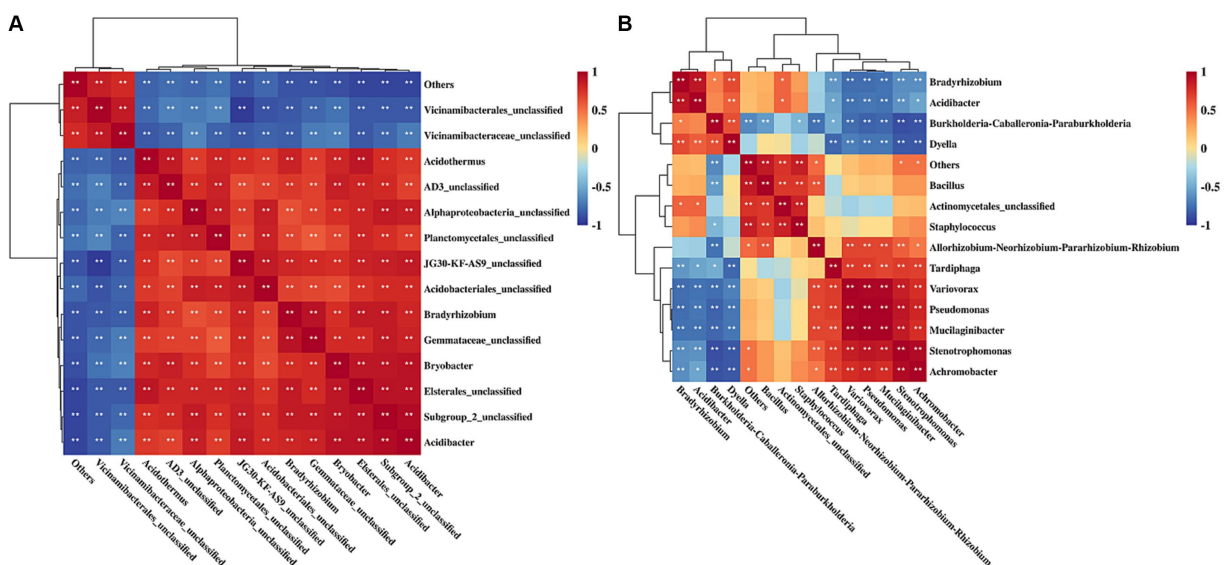 A
Others
Vicinamibacterales_unclassified
Vicinamibacteraceae_unclassified
Acidothermus
AD3_unclassified
Alphaproteobacteria_unclassified
Planctomycetales_unclassified
JG30-KF-AS9_unclassified
Acidobacteriales_unclassified
Bradyrhizobium
Gemmataceae_unclassified
Bryobacter
Elsterales_unclassified
Subgroup_2_unclassified
Acidibacter
1
0.5
0
-0.5
-1
Others
Vicinamibacterales_unclassified
Vicinamibacteraceae_unclassified
Acidothermus
AD3_unclassified
Alphaproteobacteria_unclassified
Planctomycetales_unclassified
JG30-KF-AS9_unclassified
Acidobacteriales_unclassified
Bradyrhizobium
Gemmataceae_unclassified
Bryobacter
Elsterales_unclassified
Subgroup_2_unclassified
Acidibacter
B
Bradyrhizobium
Acidibacter
Burkholderia-Caballeronia-Paraburkholderia
Dyella
Others
Bacillus
Actinomycetales_unclassified
Staphylococcus
Allorhizobium-Neorhizobium-Pararhizobium-Rhizobium
Tardiphaga
Variovorax
Pseudomonas
Mucilaginibacter
Stenotrophomonas
Achromobacter
1
0.5
0
-0.5
-1
Bradyrhizobium
Acidibacter
Burkholderia-Caballeronia-Paraburkholderia
Dyella
Others
Bacillus
Actinomycetales_unclassified
Staphylococcus
Allorhizobium-Neorhizobium-Pararhizobium-Rhizobium
Tardiphaga
Variovorax
Pseudomonas
Mucilaginibacter
Stenotrophomonas
Achromobacter